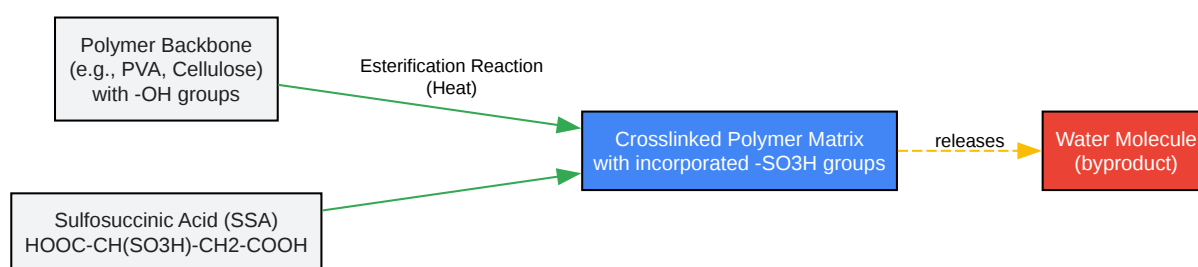 Polymer Backbone
(e.g., PVA, Cellulose)
with -OH groups
Esterification Reaction
(Heat)
Crosslinked Polymer Matrix
with incorporated -SO3H groups
releases
Water Molecule
(byproduct)
Sulfosuccinic Acid (SSA)
HOOC-CH(SO3H)-CH2-COOH